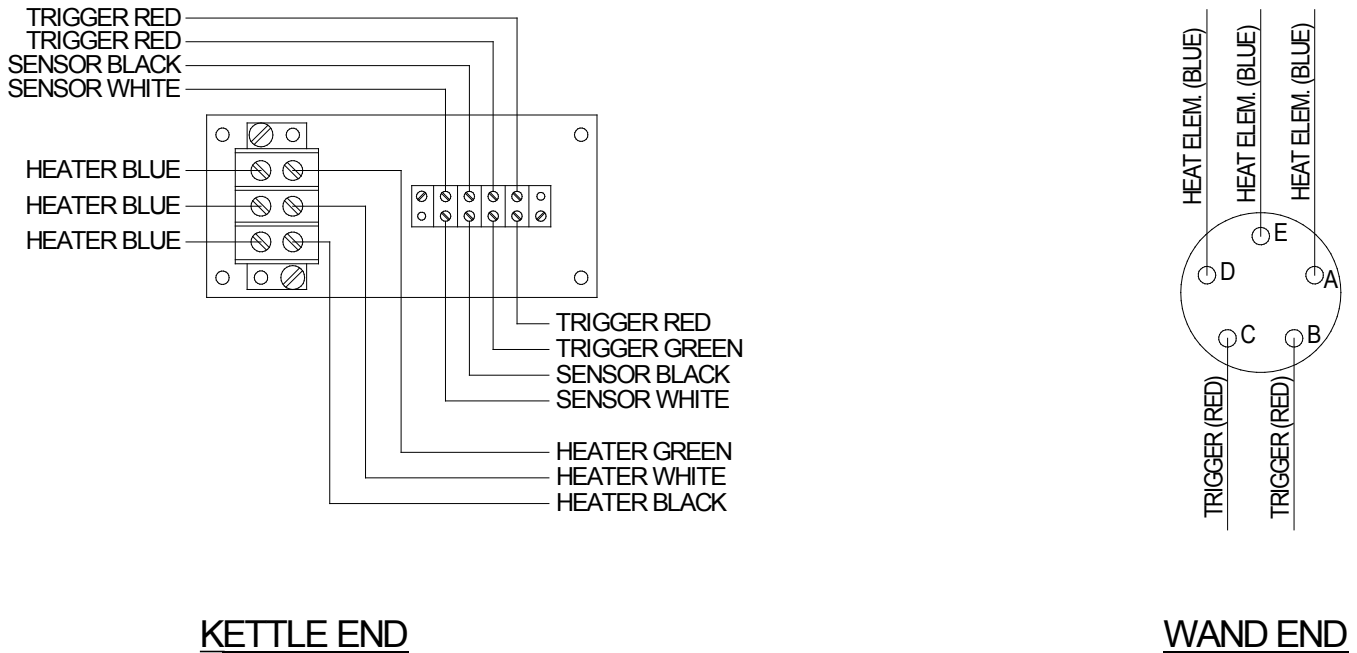 TRIGGER RED
TRIGGER RED
SENSOR BLACK
SENSOR WHITE
HEATER BLUE
HEATER BLUE
HEATER BLUE
TRIGGER RED
TRIGGER GREEN
SENSOR BLACK
SENSOR WHITE
HEATER GREEN
HEATER WHITE
HEATER BLACK
KETTLE END
HEAT ELEM. (BLUE)
HEAT ELEM. (BLUE)
HEAT ELEM. (BLUE)
E
D
A
C
B
TRIGGER (RED)
TRIGGER (RED)
WAND END